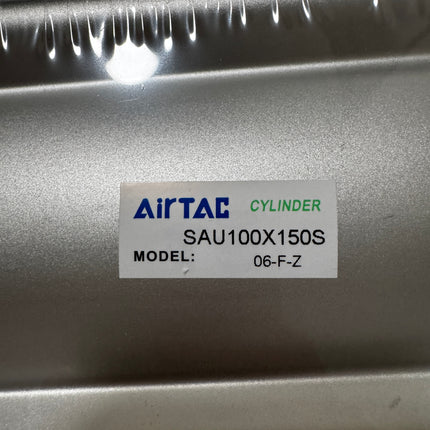 AirTAC CYLINDER
SAU100X150S
MODEL: 06-F-Z